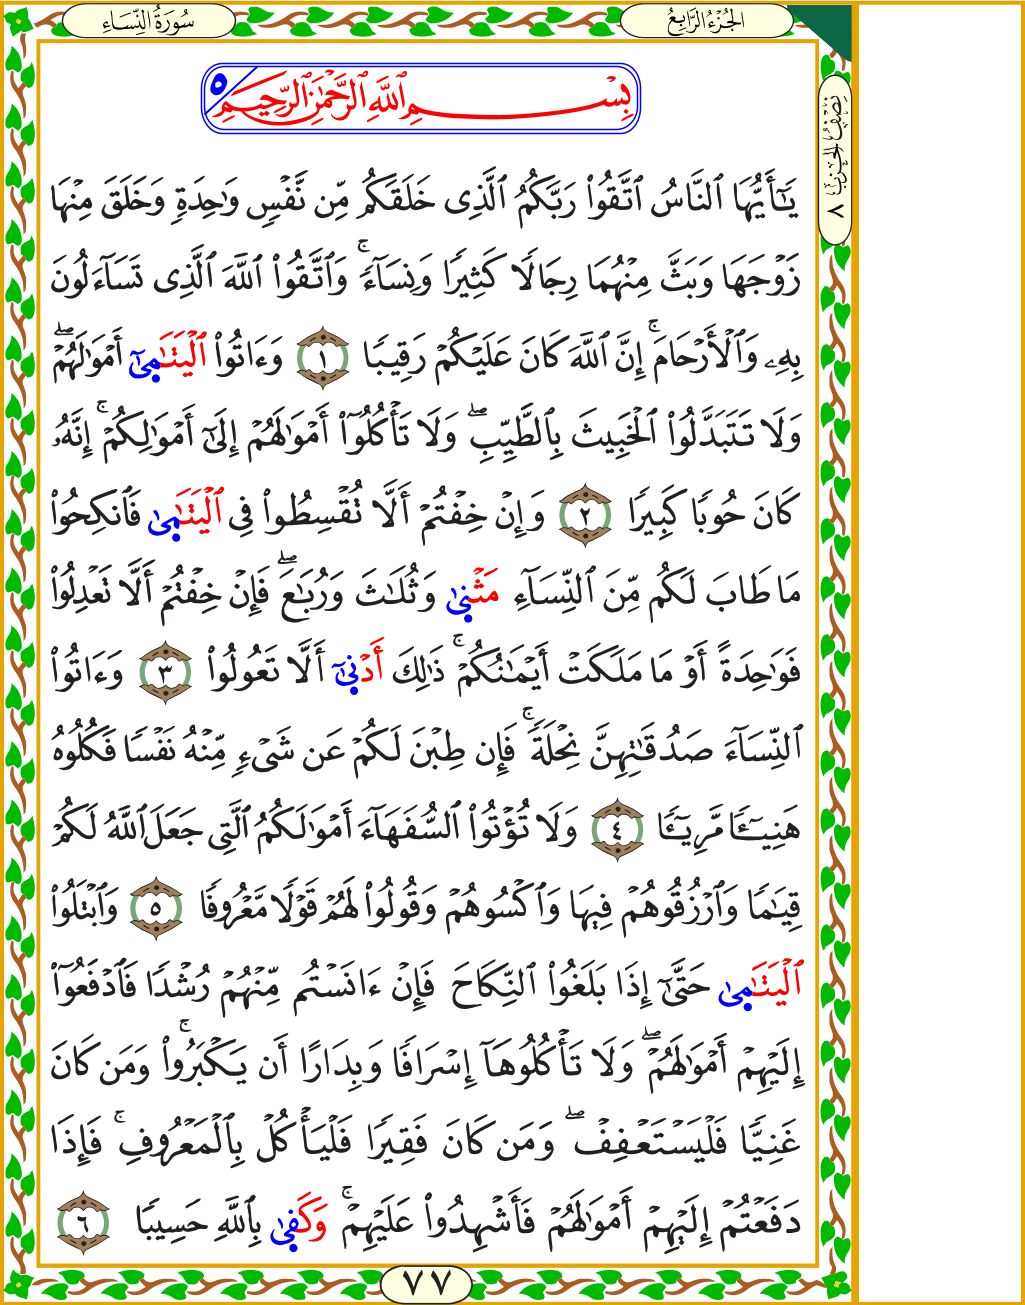 سُورَةُ النِّسَاءِ
الجُزْءُ الرَّابِعُ
نِصْفُ الحِزْبِ ٨
بِسْمِ ٱللَّهِ ٱلرَّحْمَٰنِ ٱلرَّحِيمِ ٥
يَٰٓأَيُّهَا ٱلنَّاسُ ٱتَّقُوا۟ رَبَّكُمُ ٱلَّذِى خَلَقَكُم مِّن نَّفْسٍ وَٰحِدَةٍ وَخَلَقَ مِنْهَا
زَوْجَهَا وَبَثَّ مِنْهُمَا رِجَالًا كَثِيرًا وَنِسَآءً ۚ وَٱتَّقُوا۟ ٱللَّهَ ٱلَّذِى تَسَآءَلُونَ
بِهِۦ وَٱلْأَرْحَامَ ۚ إِنَّ ٱللَّهَ كَانَ عَلَيْكُمْ رَقِيبًا ١ وَءَاتُوا۟ ٱلْيَتَٰمَىٰٓ أَمْوَٰلَهُمْ ۖ
وَلَا تَتَبَدَّلُوا۟ ٱلْخَبِيثَ بِٱلطَّيِّبِ ۖ وَلَا تَأْكُلُوٓا۟ أَمْوَٰلَهُمْ إِلَىٰٓ أَمْوَٰلِكُمْ ۚ إِنَّهُۥ
كَانَ حُوبًا كَبِيرًا ٢ وَإِنْ خِفْتُمْ أَلَّا تُقْسِطُوا۟ فِى ٱلْيَتَٰمَىٰ فَٱنكِحُوا۟
مَا طَابَ لَكُم مِّنَ ٱلنِّسَآءِ مَثْنَىٰ وَثُلَٰثَ وَرُبَٰعَ ۖ فَإِنْ خِفْتُمْ أَلَّا تَعْدِلُوا۟
فَوَٰحِدَةً أَوْ مَا مَلَكَتْ أَيْمَٰنُكُمْ ۚ ذَٰلِكَ أَدْنَىٰٓ أَلَّا تَعُولُوا۟ ٣ وَءَاتُوا۟
ٱلنِّسَآءَ صَدُقَٰتِهِنَّ نِحْلَةً ۚ فَإِن طِبْنَ لَكُمْ عَن شَىْءٍ مِّنْهُ نَفْسًا فَكُلُوهُ
هَنِيٓـًٔا مَّرِيٓـًٔا ٤ وَلَا تُؤْتُوا۟ ٱلسُّفَهَآءَ أَمْوَٰلَكُمُ ٱلَّتِى جَعَلَ ٱللَّهُ لَكُمْ
قِيَٰمًا وَٱرْزُقُوهُمْ فِيهَا وَٱكْسُوهُمْ وَقُولُوا۟ لَهُمْ قَوْلًا مَّعْرُوفًا ٥ وَٱبْتَلُوا۟
ٱلْيَتَٰمَىٰ حَتَّىٰٓ إِذَا بَلَغُوا۟ ٱلنِّكَاحَ فَإِنْ ءَانَسْتُم مِّنْهُمْ رُشْدًا فَٱدْفَعُوٓا۟
إِلَيْهِمْ أَمْوَٰلَهُمْ ۖ وَلَا تَأْكُلُوهَآ إِسْرَافًا وَبِدَارًا أَن يَكْبَرُوا۟ ۚ وَمَن كَانَ
غَنِيًّا فَلْيَسْتَعْفِفْ ۖ وَمَن كَانَ فَقِيرًا فَلْيَأْكُلْ بِٱلْمَعْرُوفِ ۚ فَإِذَا
دَفَعْتُمْ إِلَيْهِمْ أَمْوَٰلَهُمْ فَأَشْهِدُوا۟ عَلَيْهِمْ ۚ وَكَفَىٰ بِٱللَّهِ حَسِيبًا ٦
٧٧